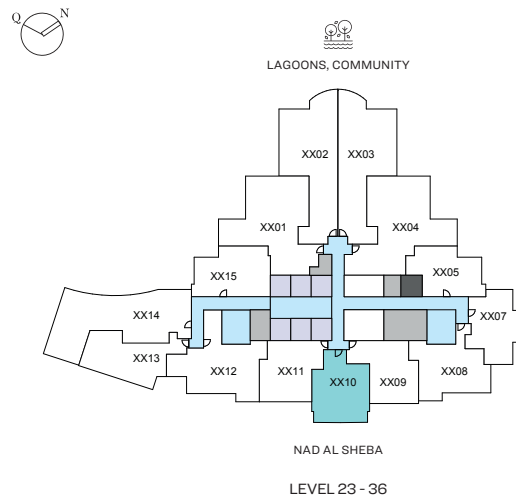 Q N
LAGOONS, COMMUNITY
XX02 XX03
XX01 XX04
XX15 XX05
XX14 XX07
XX13 XX12 XX11 XX10 XX09 XX08
NAD AL SHEBA
LEVEL 23 - 36